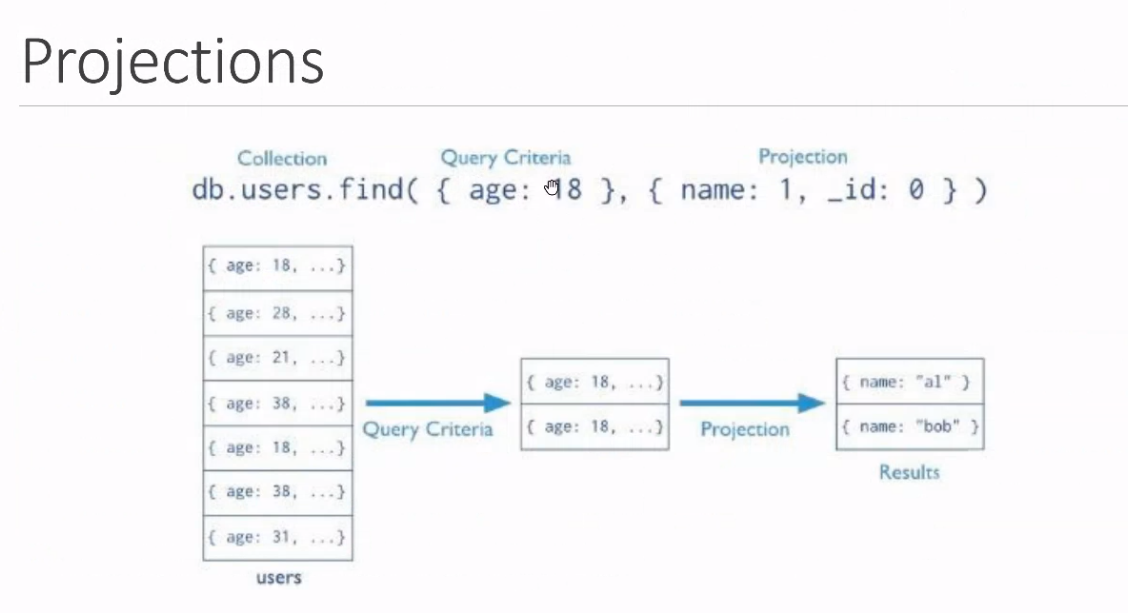 Projections
Collection Query Criteria Projection
db.users.find( { age: 18 }, { name: 1, _id: 0 } )
{ age: 18, ...}
{ age: 28, ...}
{ age: 21, ...}
{ age: 38, ...}
{ age: 18, ...}
{ age: 38, ...}
{ age: 31, ...}
users
Query Criteria
{ age: 18, ...}
{ age: 18, ...}
Projection
{ name: "al" }
{ name: "bob" }
Results